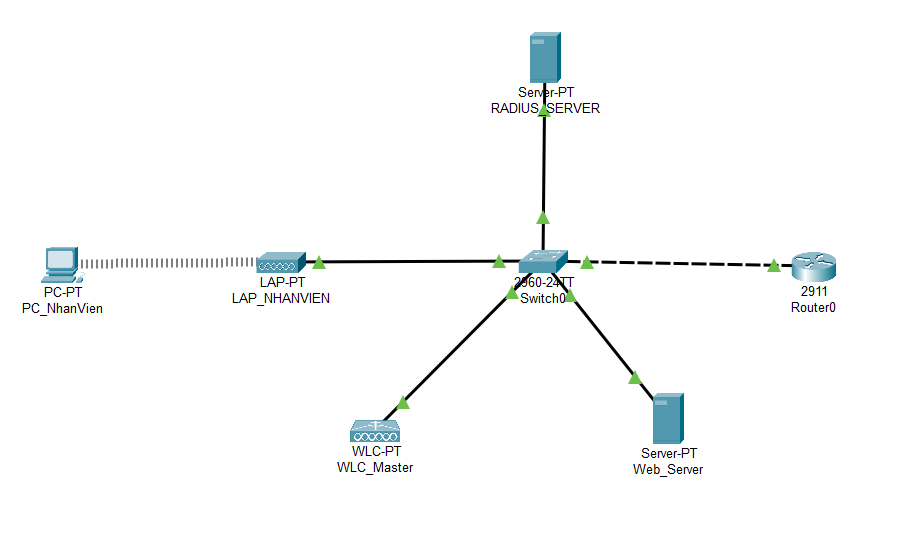 Server-PT
RADIUS_SERVER
PC-PT
PC_NhanVien
LAP-PT
LAP_NHANVIEN
2960-24TT
Switch0
2911
Router0
WLC-PT
WLC_Master
Server-PT
Web_Server